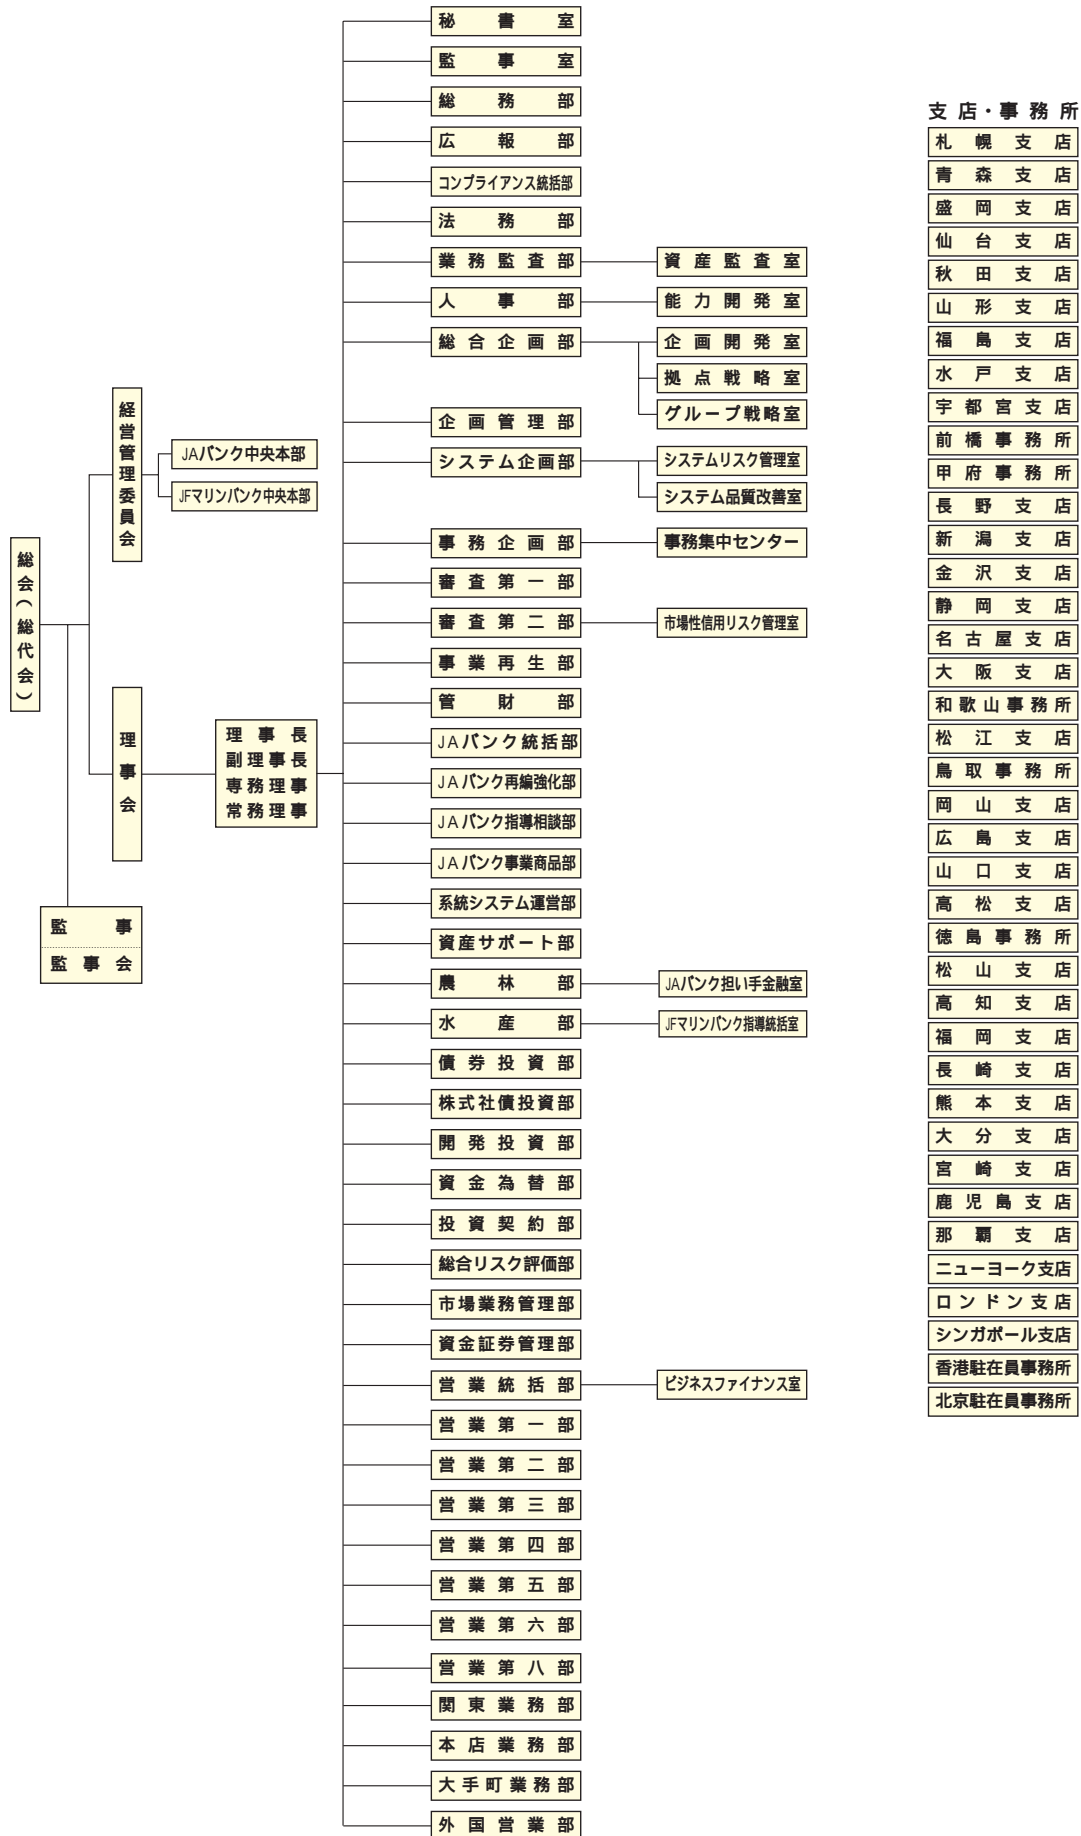 総会（総代会）
経営管理委員会
JAバンク中央本部
JFマリンバンク中央本部
理事会
理事長
副理事長
専務理事
常務理事
監事
監事会
秘書室
監事室
総務部
広報部
コンプライアンス統括部
法務部
業務監査部
資産監査室
人事部
能力開発室
総合企画部
企画開発室
拠点戦略室
グループ戦略室
企画管理部
システム企画部
システムリスク管理室
システム品質改善室
事務企画部
事務集中センター
審査第一部
審査第二部
市場性信用リスク管理室
事業再生部
管財部
JAバンク統括部
JAバンク再編強化部
JAバンク指導相談部
JAバンク事業商品部
系統システム運営部
資産サポート部
農林部
JAバンク担い手金融室
水産部
JFマリンバンク指導統括室
債券投資部
株式社債投資部
開発投資部
資金為替部
投資契約部
総合リスク評価部
市場業務管理部
資金証券管理部
営業統括部
ビジネスファイナンス室
営業第一部
営業第二部
営業第三部
営業第四部
営業第五部
営業第六部
営業第八部
関東業務部
本店業務部
大手町業務部
外国営業部
支店・事務所
札幌支店
青森支店
盛岡支店
仙台支店
秋田支店
山形支店
福島支店
水戸支店
宇都宮支店
前橋事務所
甲府事務所
長野支店
新潟支店
金沢支店
静岡支店
名古屋支店
大阪支店
和歌山事務所
松江支店
鳥取事務所
岡山支店
広島支店
山口支店
高松支店
徳島事務所
松山支店
高知支店
福岡支店
長崎支店
熊本支店
大分支店
宮崎支店
鹿児島支店
那覇支店
ニューヨーク支店
ロンドン支店
シンガポール支店
香港駐在員事務所
北京駐在員事務所